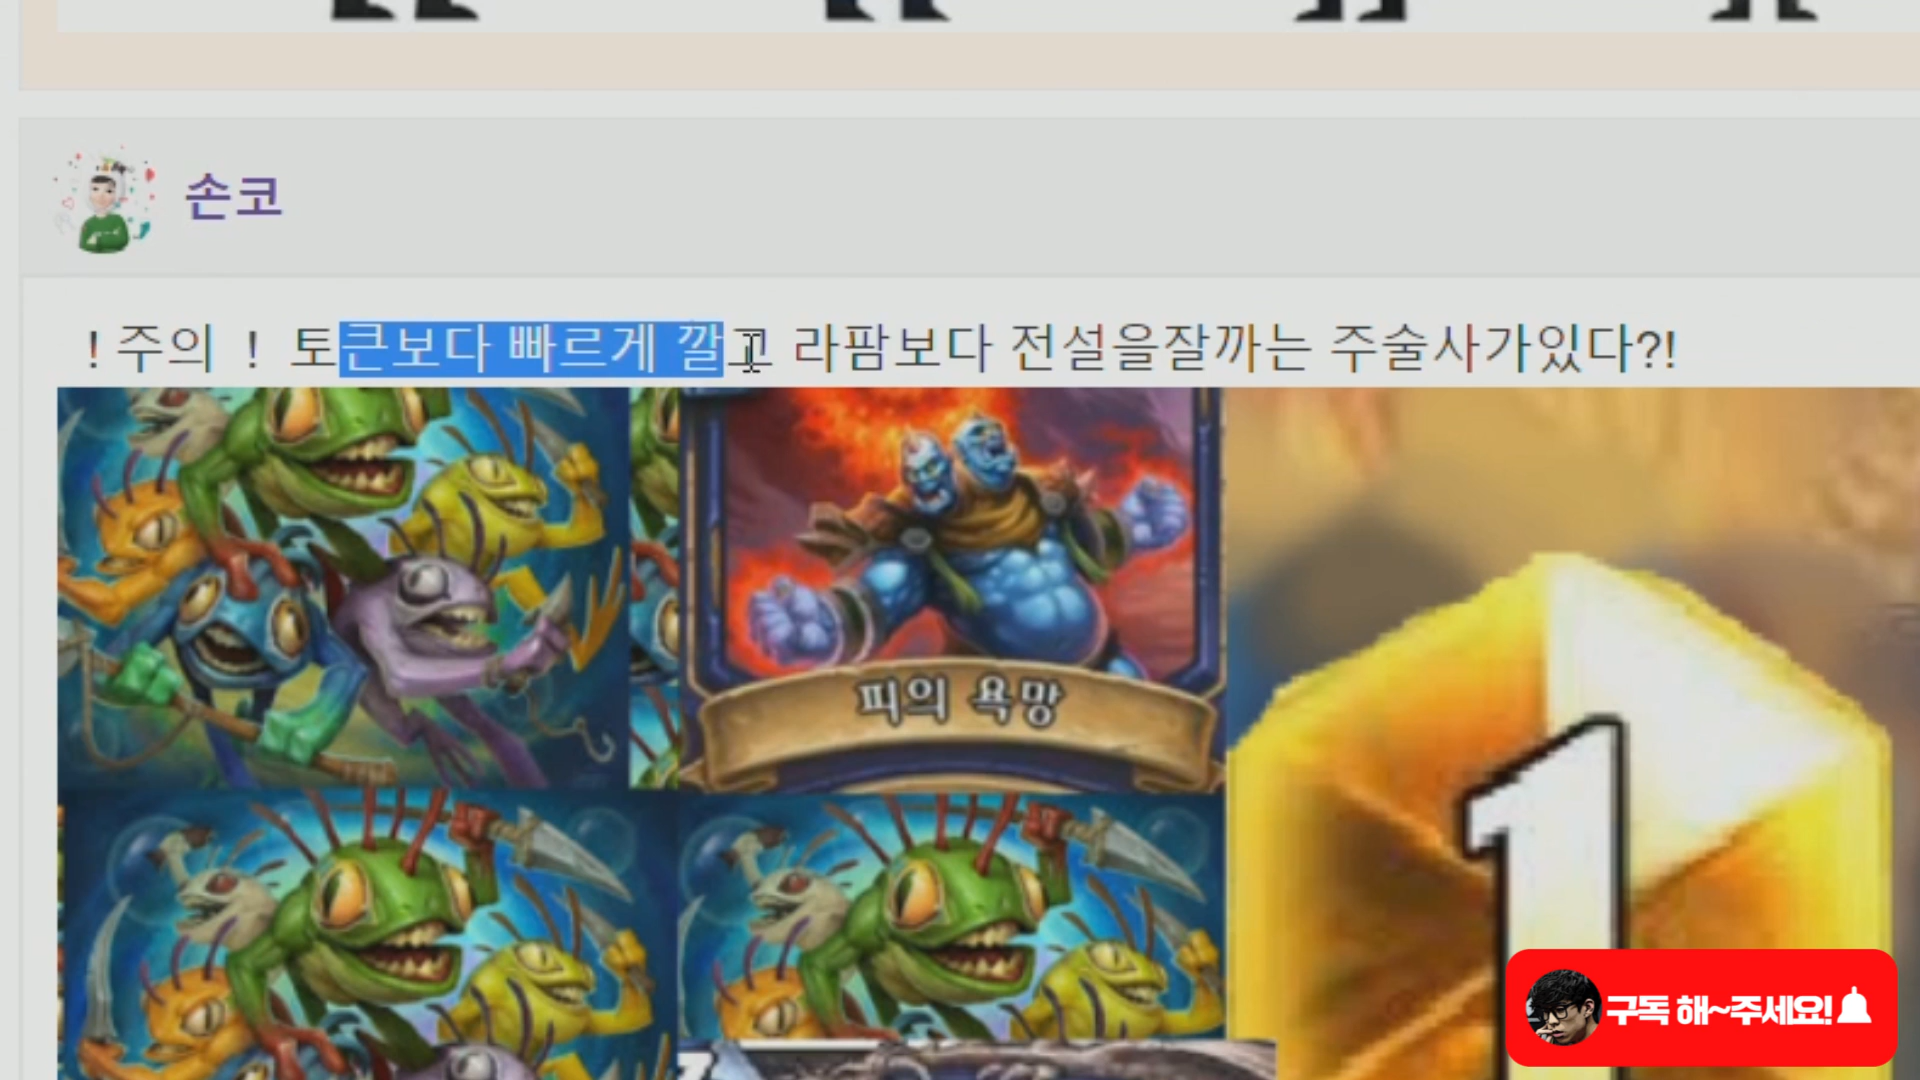 손코
! 주의 ! 토큰보다 빠르게 깔고 라팜보다 전설을잘까는 주술사가있다?!
피의 욕망
1
구독 해~주세요!